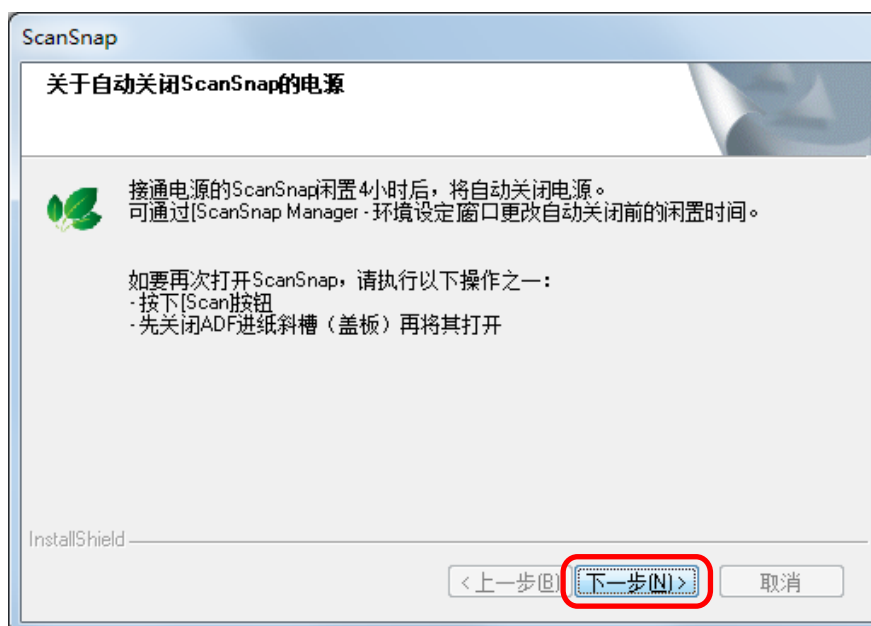 ScanSnap
关于自动关闭ScanSnap的电源
接通电源的ScanSnap闲置4小时后，将自动关闭电源。
可通过[ScanSnap Manager - 环境设定]窗口更改自动关闭前的闲置时间。
如要再次打开ScanSnap，请执行以下操作之一：
- 按下[Scan]按钮
- 先关闭ADF进纸斜槽（盖板）再将其打开
InstallShield
< 上一步(B) 下一步(N) > 取消